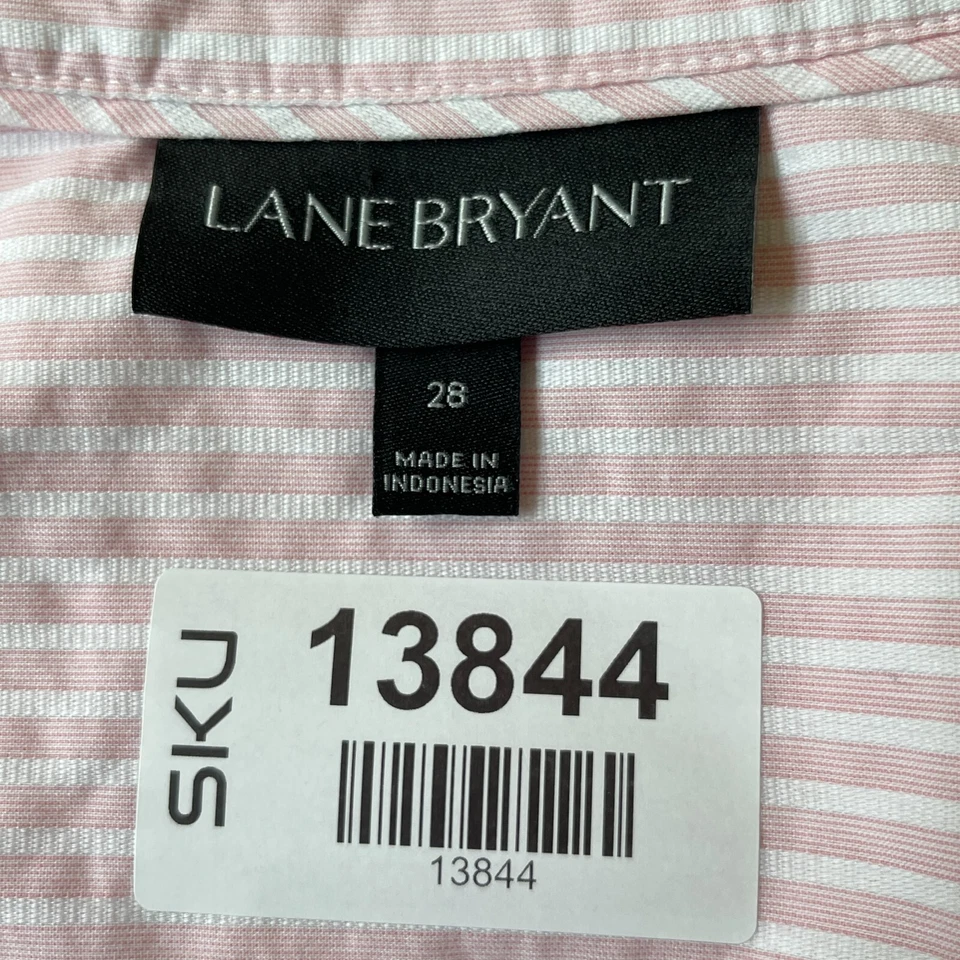 LANE BRYANT
28
MADE IN
INDONESIA
SKU
13844
13844